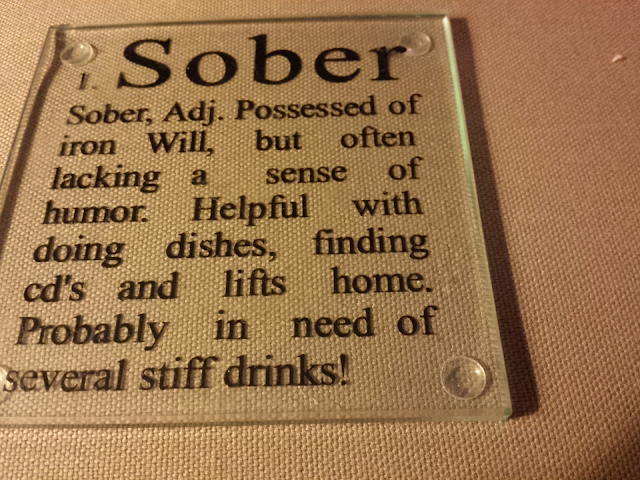 1. Sober
Sober, Adj. Possessed of
iron Will, but often
lacking a sense of
humor. Helpful with
doing dishes, finding
cd's and lifts home.
Probably in need of
several stiff drinks!